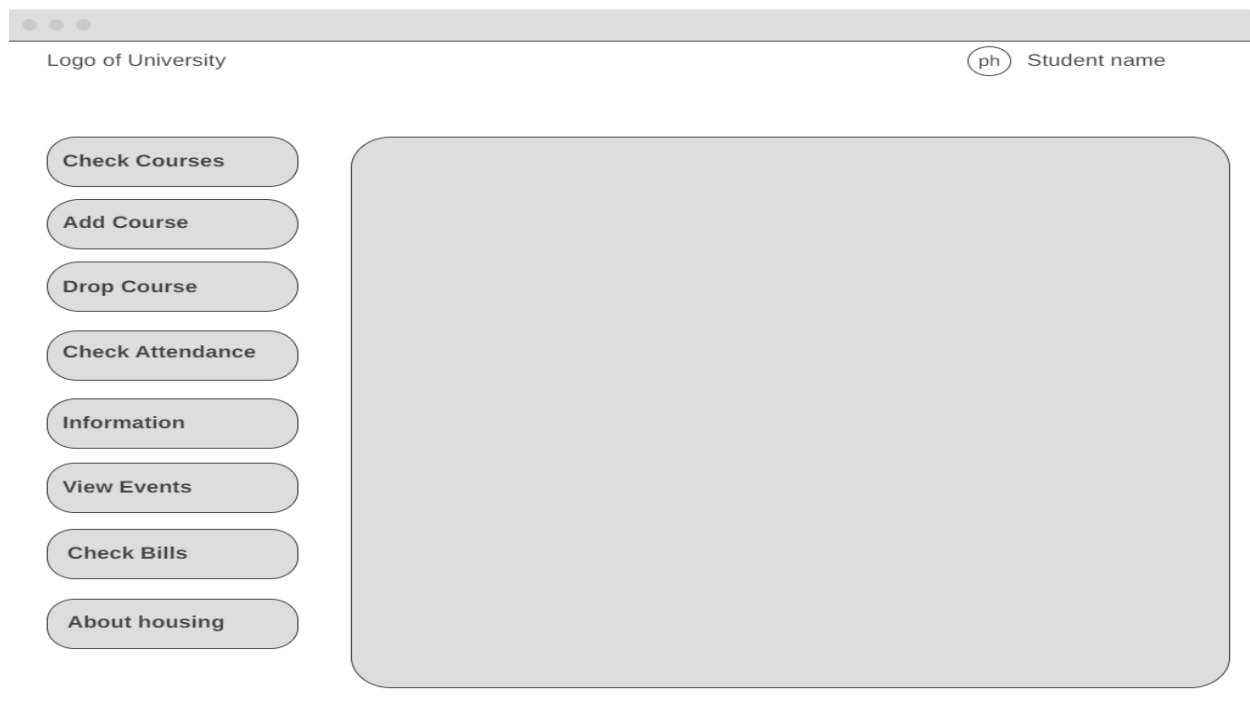 Logo of University
ph Student name
Check Courses
Add Course
Drop Course
Check Attendance
Information
View Events
Check Bills
About housing